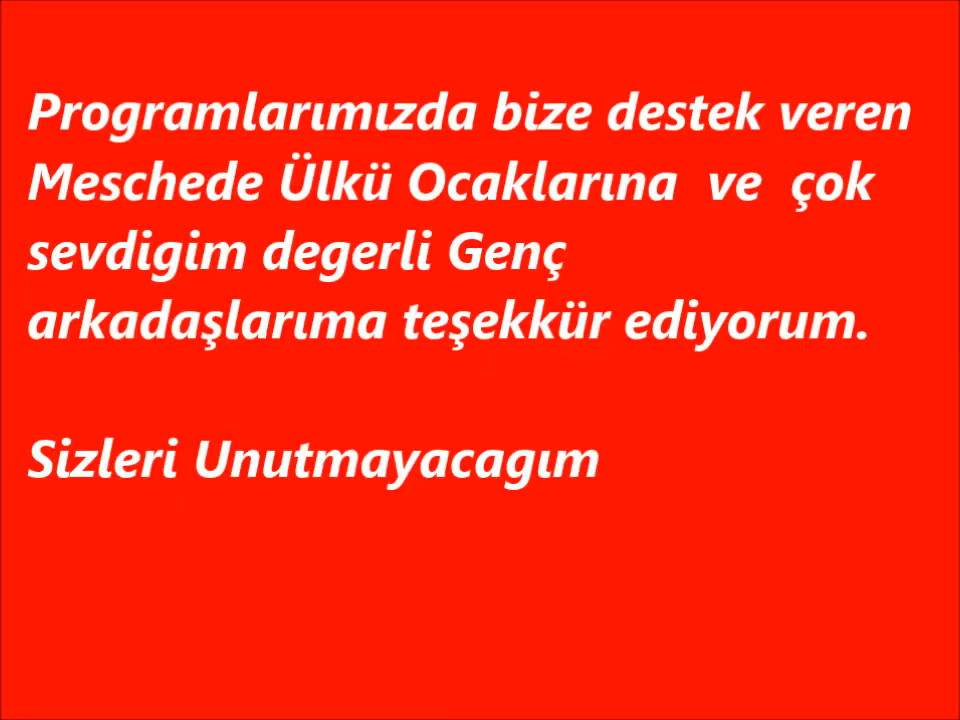 Programlarımızda bize destek veren
Meschede Ülkü Ocaklarına  ve  çok
sevdigim degerli Genç
arkadaşlarıma teşekkür ediyorum.
Sizleri Unutmayacagım